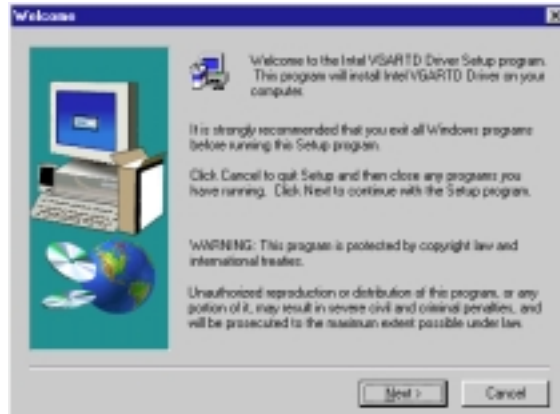 Welcome
Welcome to the Intel VGARTD Driver Setup program.
This program will install Intel VGARTD Driver on your
computer.
It is strongly recommended that you exit all Windows programs
before running this Setup program.
Click Cancel to quit Setup and then close any programs you
have running. Click Next to continue with the Setup program.
WARNING: This program is protected by copyright law and
international treaties.
Unauthorized reproduction or distribution of this program, or any
portion of it, may result in severe civil and criminal penalties, and
will be prosecuted to the maximum extent possible under law.
Next >
Cancel